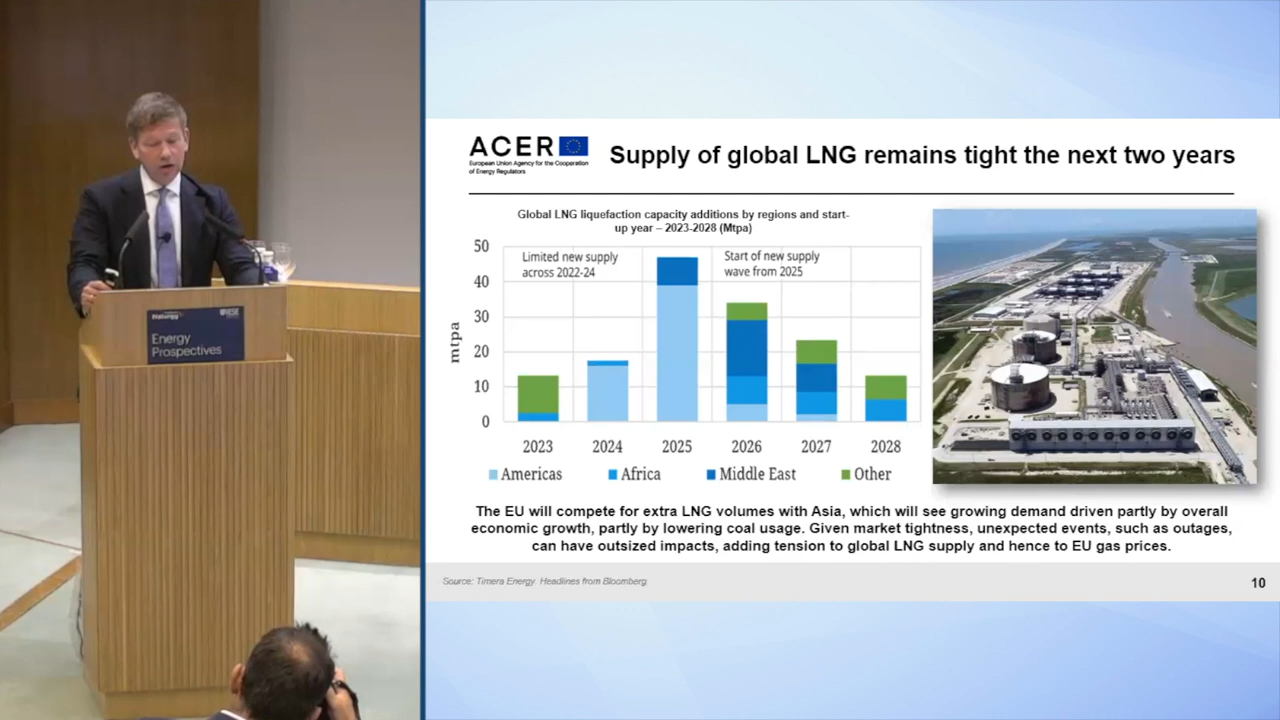 Energy
Prospectives
ACER
European Union Agency for the Cooperation
of Energy Regulators
Supply of global LNG remains tight the next two years
Global LNG liquefaction capacity additions by regions and start-
up year – 2023-2028 (Mtpa)
50
40
30
20
10
0
mtpa
Limited new supply
across 2022-24
Start of new supply
wave from 2025
2023 2024 2025 2026 2027 2028
Americas Africa Middle East Other
The EU will compete for extra LNG volumes with Asia, which will see growing demand driven partly by overall
economic growth, partly by lowering coal usage. Given market tightness, unexpected events, such as outages,
can have outsized impacts, adding tension to global LNG supply and hence to EU gas prices.
Source: Timera Energy. Headlines from Bloomberg
10